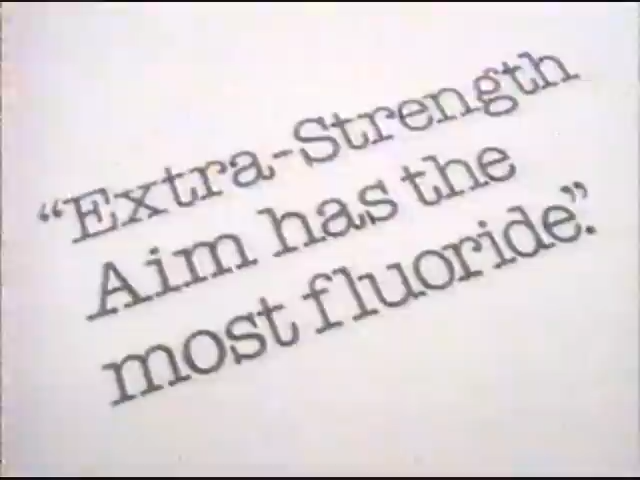 “Extra-Strength
Aim has the
most fluoride.”